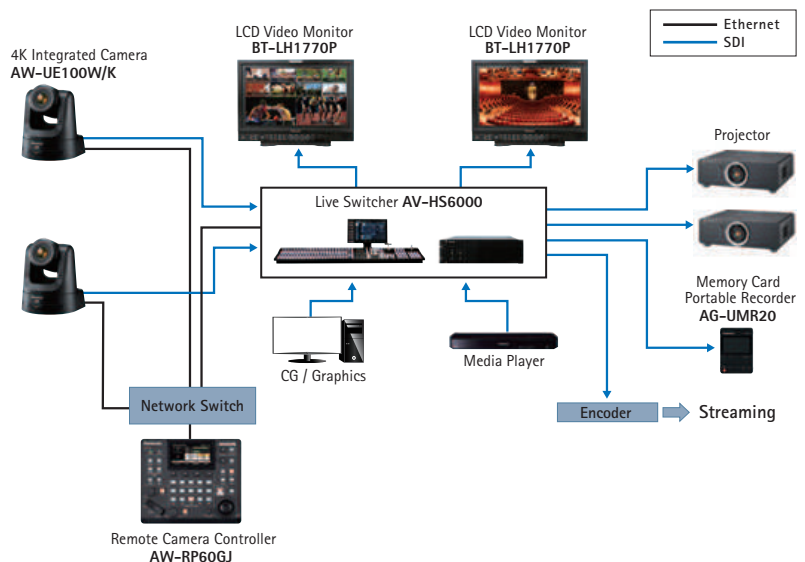 Ethernet
SDI
LCD Video Monitor
BT-LH1770P
LCD Video Monitor
BT-LH1770P
4K Integrated Camera
AW-UE100W/K
Projector
Live Switcher AV-HS6000
Memory Card
Portable Recorder
AG-UMR20
CG / Graphics
Media Player
Network Switch
Encoder
Streaming
Remote Camera Controller
AW-RP60GJ